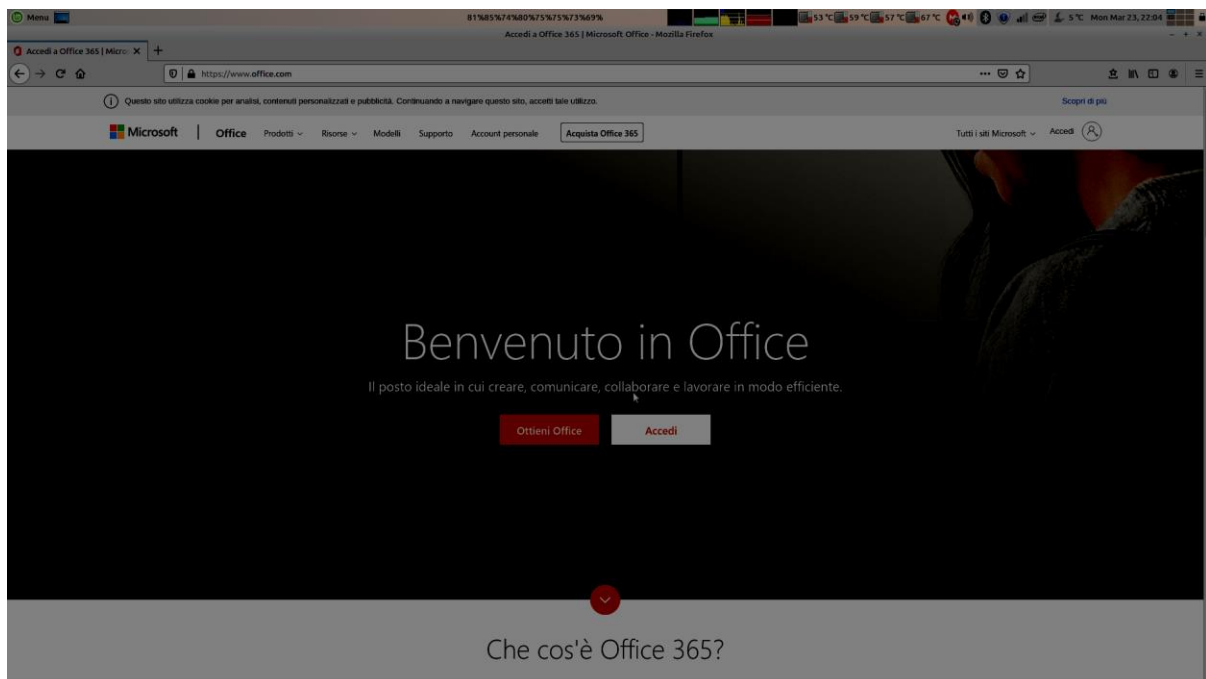 Menu 81%85%74%80%75%75%73%69% 53 °C 59 °C 57 °C 67 °C 5 °C Mon Mar 23, 22:04
Accedi a Office 365 | Microsoft Office - Mozilla Firefox
Accedi a Office 365 | Micro
https://www.office.com
Questo sito utilizza cookie per analisi, contenuti personalizzati e pubblicità. Continuando a navigare questo sito, accetti tale utilizzo. Scopri di più
Microsoft | Office Prodotti Risorse Modelli Supporto Account personale Acquista Office 365 Tutti i siti Microsoft Accedi
Benvenuto in Office
Il posto ideale in cui creare, comunicare, collaborare e lavorare in modo efficiente.
Ottieni Office Accedi
Che cos'è Office 365?